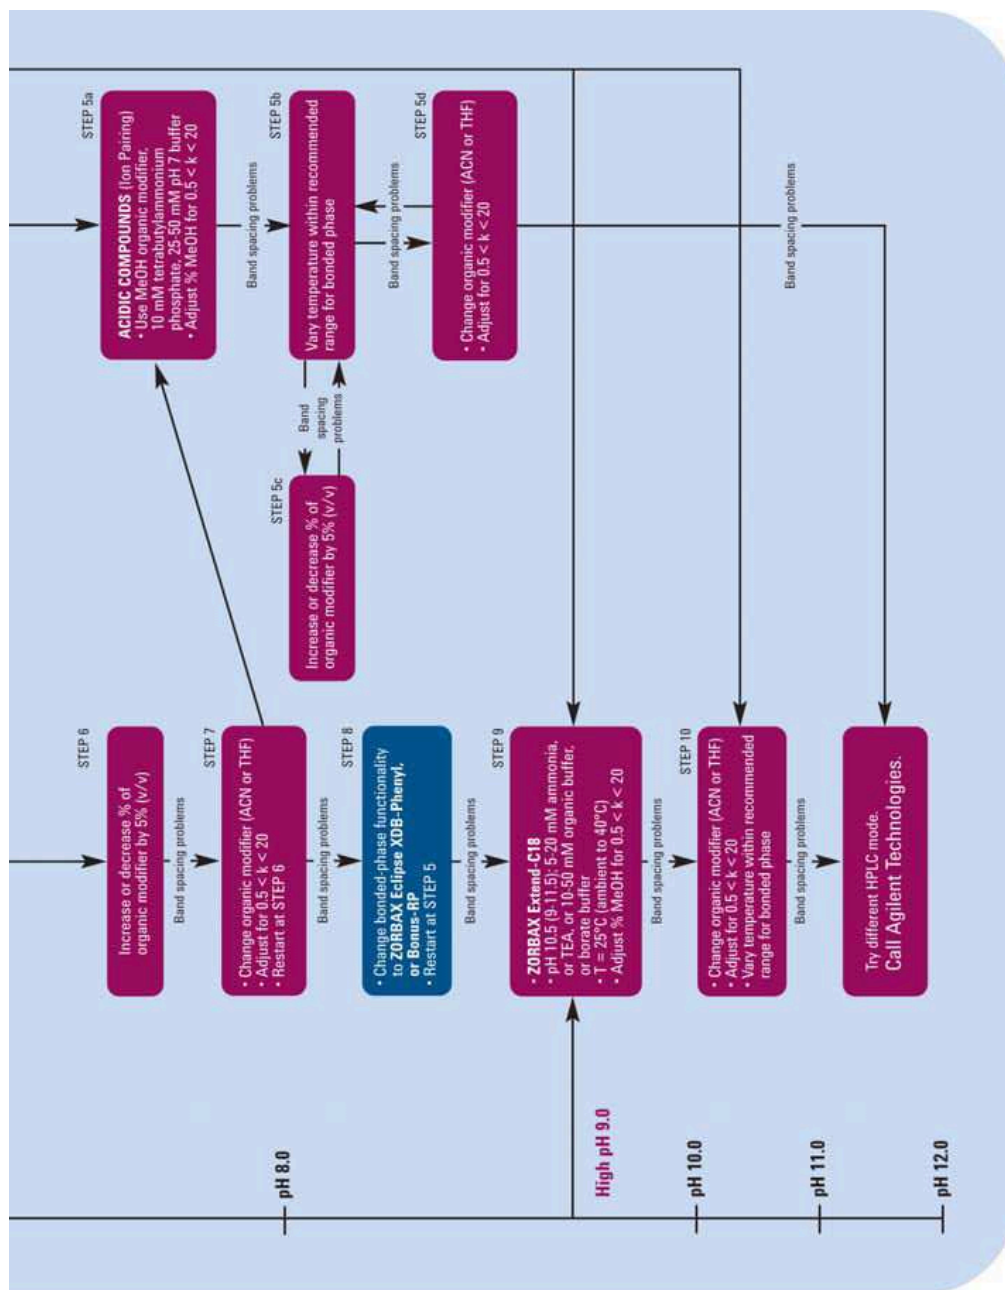 STEP 5a
ACIDIC COMPOUNDS (Ion Pairing)
• Use MeOH organic modifier,
10 mM tetrabutylammonium
phosphate, 25-50 mM pH 7 buffer
• Adjust % MeOH for 0.5 < k < 20
Band spacing problems
STEP 5b
Vary temperature within recommended
range for bonded phase
Band
spacing
problems
STEP 5c
Increase or decrease % of
organic modifier by 5% (v/v)
Band spacing problems
STEP 5d
• Change organic modifier (ACN or THF)
• Adjust for 0.5 < k < 20
Band spacing problems
STEP 6
Increase or decrease % of
organic modifier by 5% (v/v)
Band spacing problems
STEP 7
• Change organic modifier (ACN or THF)
• Adjust for 0.5 < k < 20
• Restart at STEP 6
Band spacing problems
STEP 8
• Change bonded-phase functionality
to ZORBAX Eclipse XDB-Phenyl,
or Bonus-RP
• Restart at STEP 5
Band spacing problems
STEP 9
ZORBAX Extend-C18
• pH 10.5 (9-11.5); 5-20 mM ammonia,
or TEA, or 10-50 mM organic buffer,
or borate buffer
• T = 25°C (ambient to 40°C)
• Adjust % MeOH for 0.5 < k < 20
Band spacing problems
STEP 10
• Change organic modifier (ACN or THF)
• Adjust for 0.5 < k < 20
• Vary temperature within recommended
range for bonded phase
Band spacing problems
Try different HPLC mode.
Call Agilent Technologies.
pH 8.0
High pH 9.0
pH 10.0
pH 11.0
pH 12.0